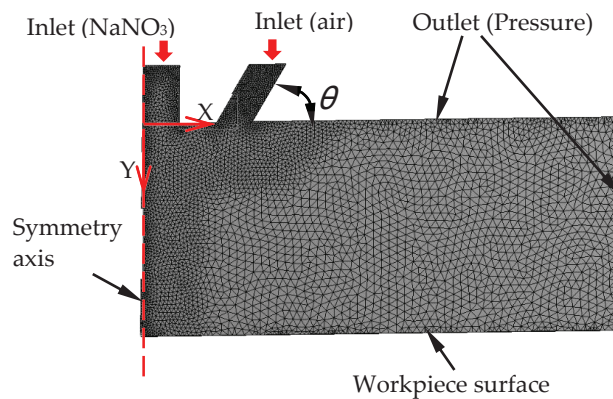 Inlet (NaNO₃)
Inlet (air)
Outlet (Pressure)
θ
X
Y
Symmetry
axis
Workpiece surface